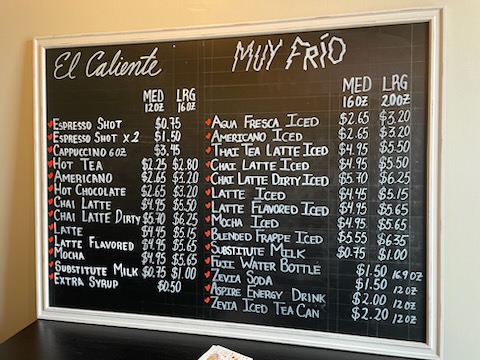 El Caliente
MED LRG
12oz 16oz
Espresso Shot $0.75
Espresso Shot x2 $1.50
Cappuccino 6oz $3.45
Hot Tea $2.25 $2.80
Americano $2.65 $3.20
Hot Chocolate $2.65 $3.20
Chai Latte $4.95 $5.50
Chai Latte Dirty $5.70 $6.25
Latte $4.45 $5.15
Latte Flavored $4.95 $5.65
Mocha $4.95 $5.65
Substitute Milk $0.75 $1.00
Extra Syrup $0.50
MUY FRÍO
MED LRG
16oz 20oz
Agua Fresca Iced $2.65 $3.20
Americano Iced $2.65 $3.20
Thai Tea Latte Iced $4.95 $5.50
Chai Latte Iced $4.95 $5.50
Chai Latte Dirty Iced $5.70 $6.25
Latte Iced $4.45 $5.15
Latte Flavored Iced $4.95 $5.65
Mocha Iced $4.95 $5.65
Blended Frappe Iced $5.55 $6.35
Substitute Milk $0.75 $1.00
Fuji Water Bottle $1.50 16.9oz
Zevia Soda $1.50 12oz
Aspire Energy Drink $2.00 12oz
Zevia Iced Tea Can $2.20 12oz